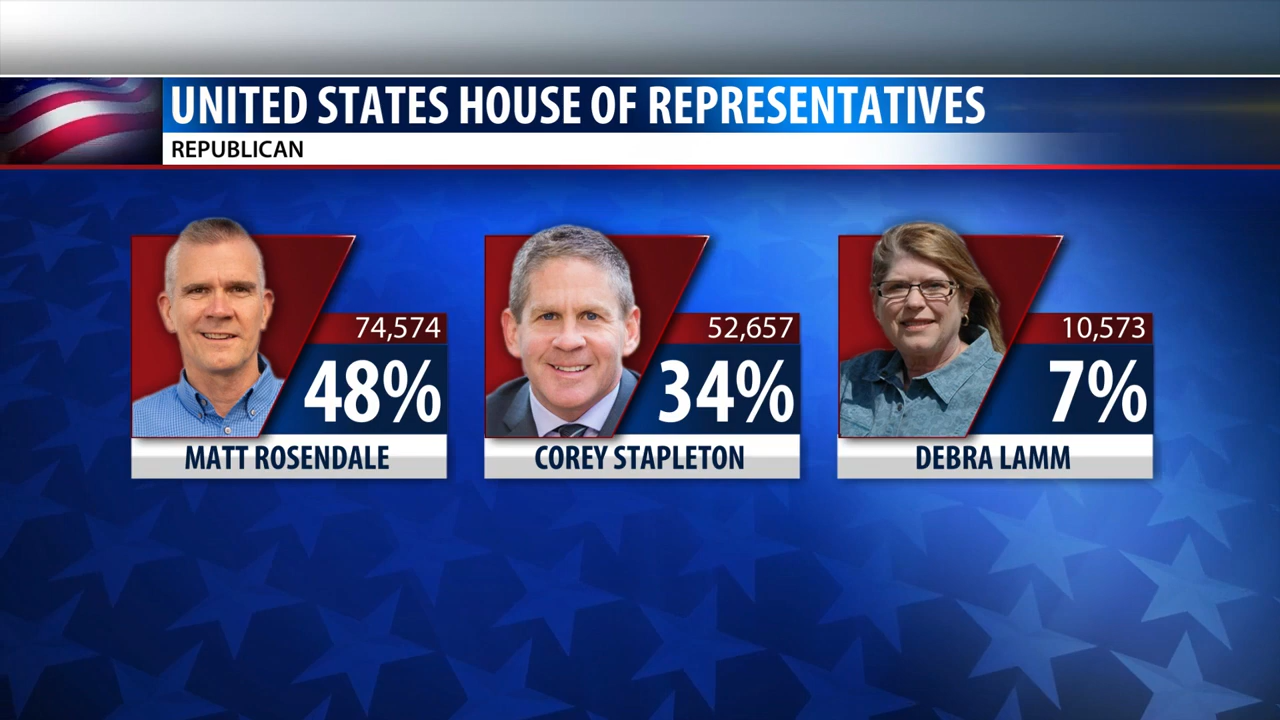 UNITED STATES HOUSE OF REPRESENTATIVES
REPUBLICAN
74,574
48%
MATT ROSENDALE
52,657
34%
COREY STAPLETON
10,573
7%
DEBRA LAMM